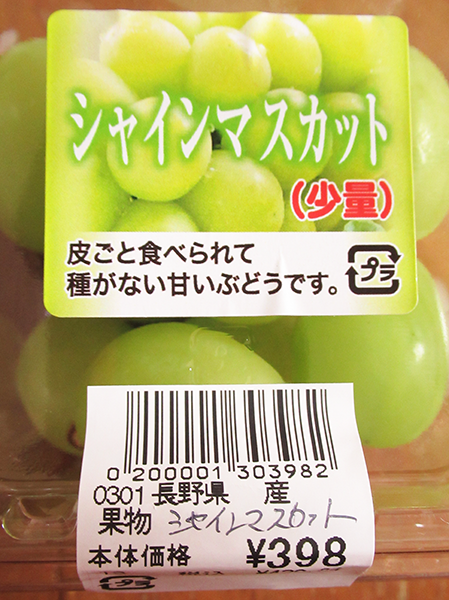 シャインマスカット
(少量)
皮ごと食べられて
種がない甘いぶどうです。
プラ
0 200001 303982
0301 長野県 産
果物 シャインマスカット
本体価格 ¥398